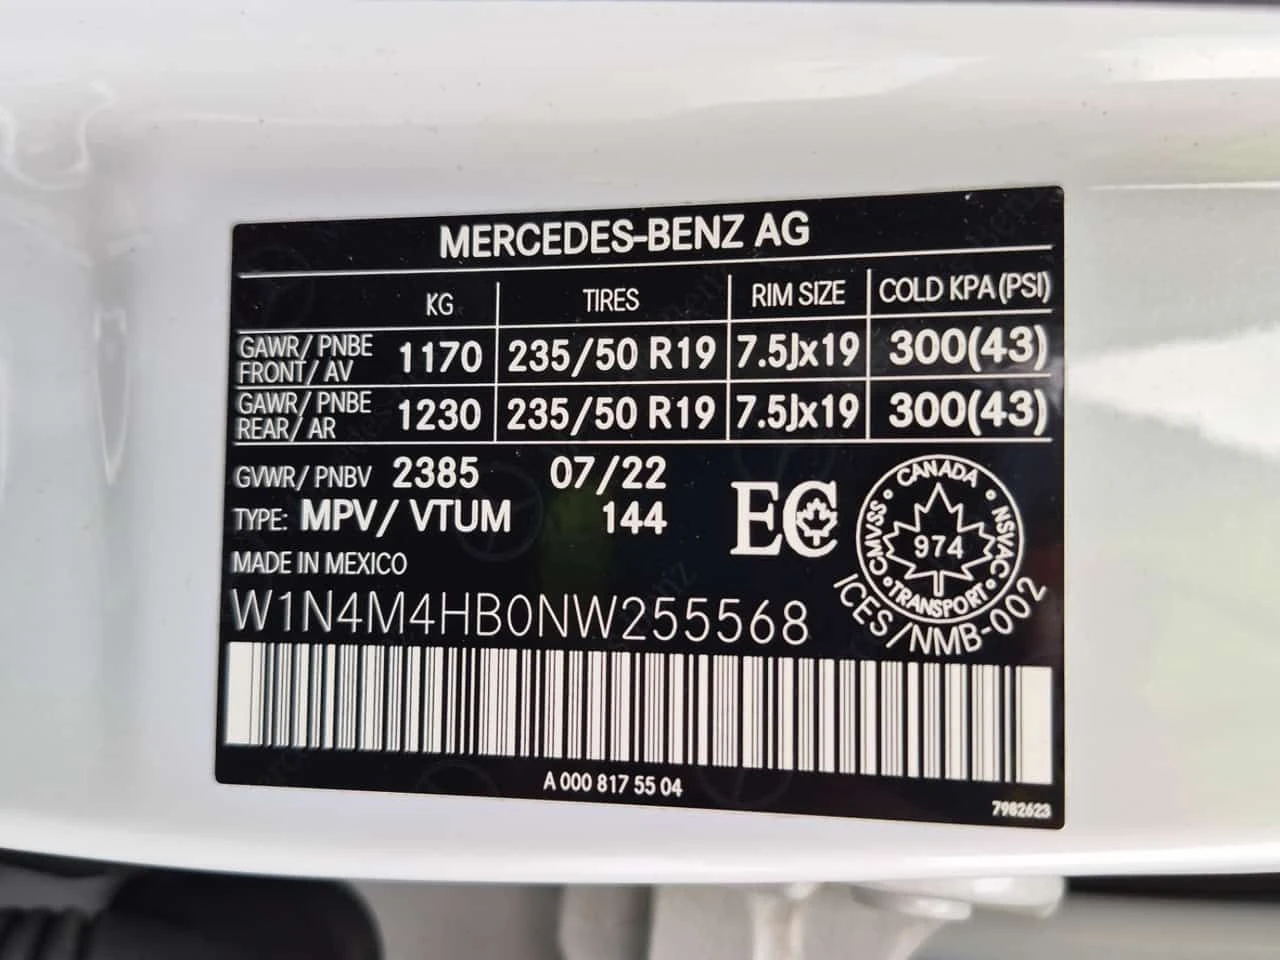 MERCEDES-BENZ AG
KG TIRES RIM SIZE COLD KPA (PSI)
GAWR/ PNBE FRONT/ AV 1170 235/50 R19 7.5Jx19 300(43)
GAWR/ PNBE REAR/ AR 1230 235/50 R19 7.5Jx19 300(43)
GVWR/ PNBV 2385 07/22
TYPE: MPV/ VTUM 144
EC
CANADA
CMVSS NSVAC
974
TRANSPORT
ICES/NMB-002
MADE IN MEXICO
W1N4M4HB0NW255568
A 000 817 55 04
7982623